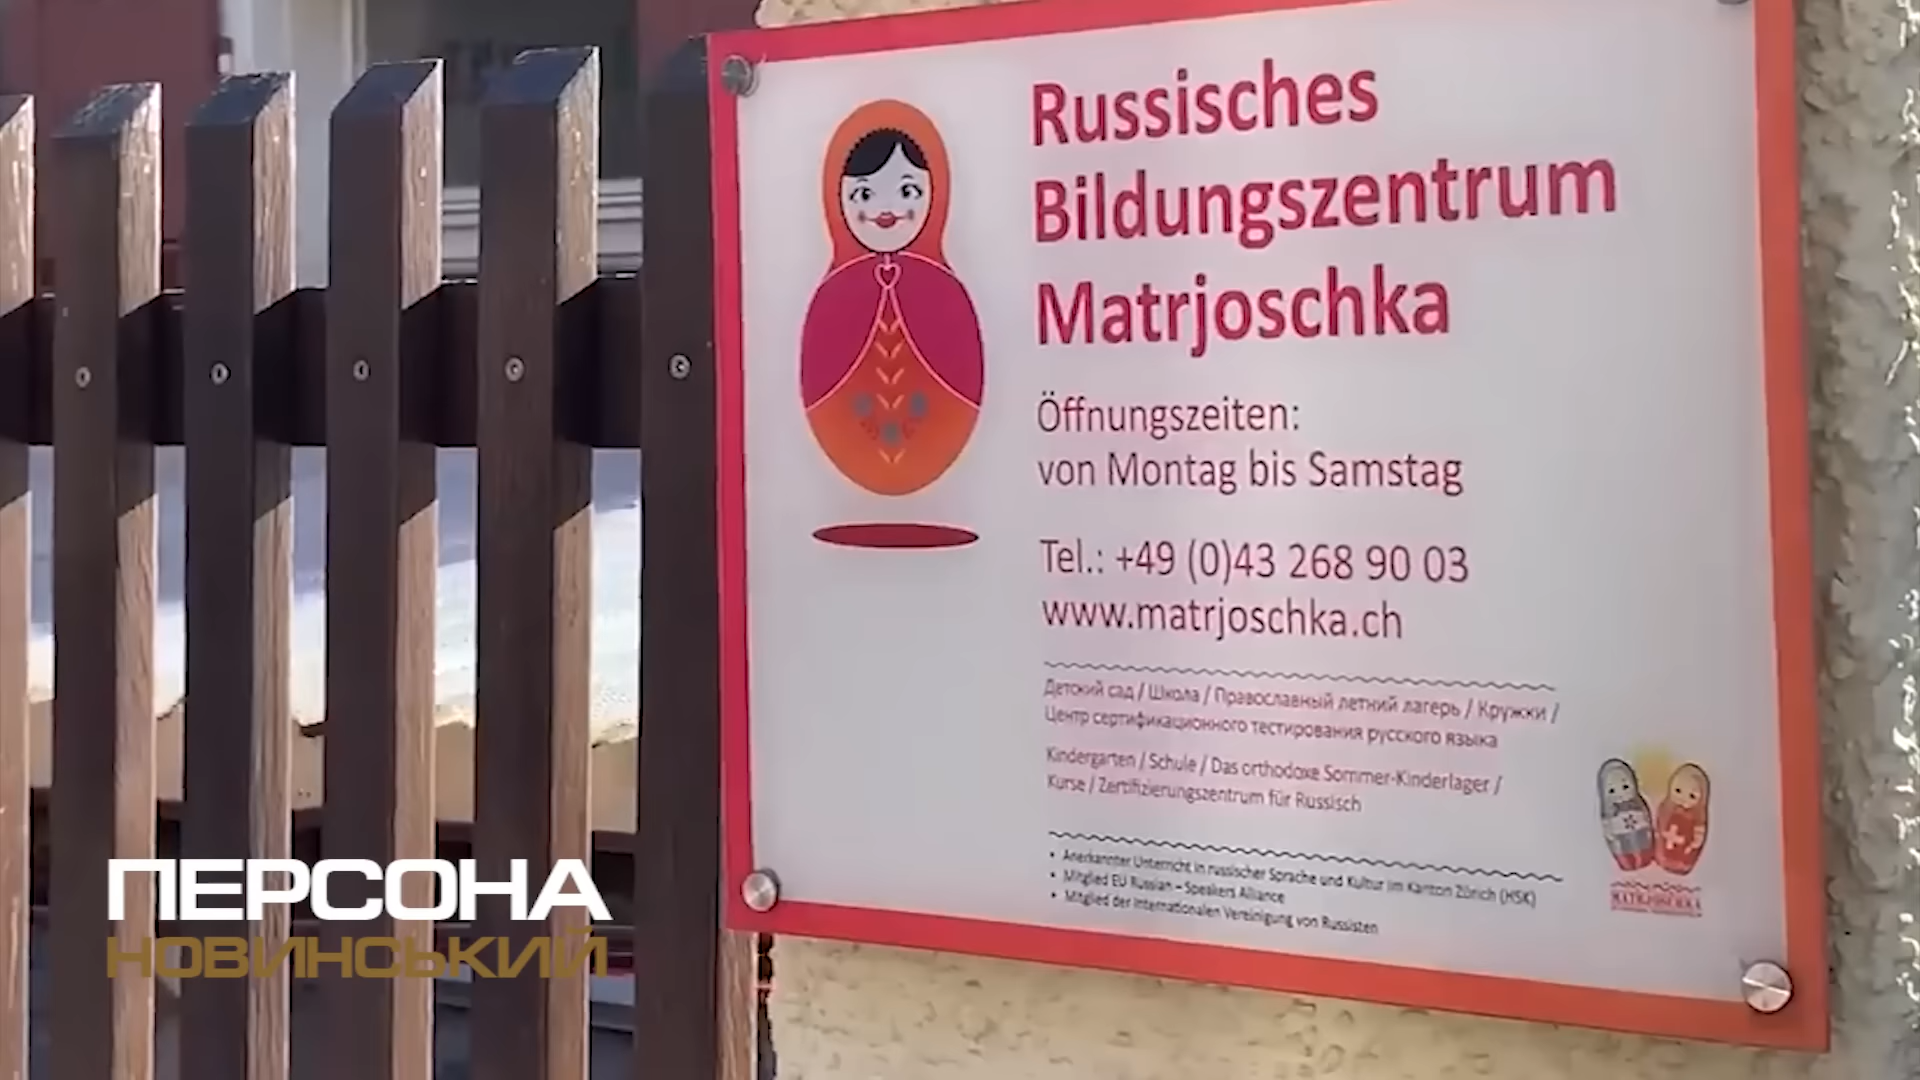 Russisches
Bildungszentrum
Matrjoschka
Öffnungszeiten:
von Montag bis Samstag
Tel.: +49 (0)43 268 90 03
www.matrjoschka.ch
Детский сад / Школа / Православный летний лагерь / Кружки /
Центр сертификационного тестирования русского языка
Kindergarten / Schule / Das orthodoxe Sommer-Kinderlager /
Kurse / Zertifizierungszentrum für Russisch
• Anerkannter Unterricht in russischer Sprache und Kultur im Kanton Zürich (HSK)
• Mitglied EU Russian – Speakers Alliance
• Mitglied der Internationalen Vereinigung von Russisten
MATRJOSCHKA
ПЕРСОНА
НОВИНСЬКИЙ